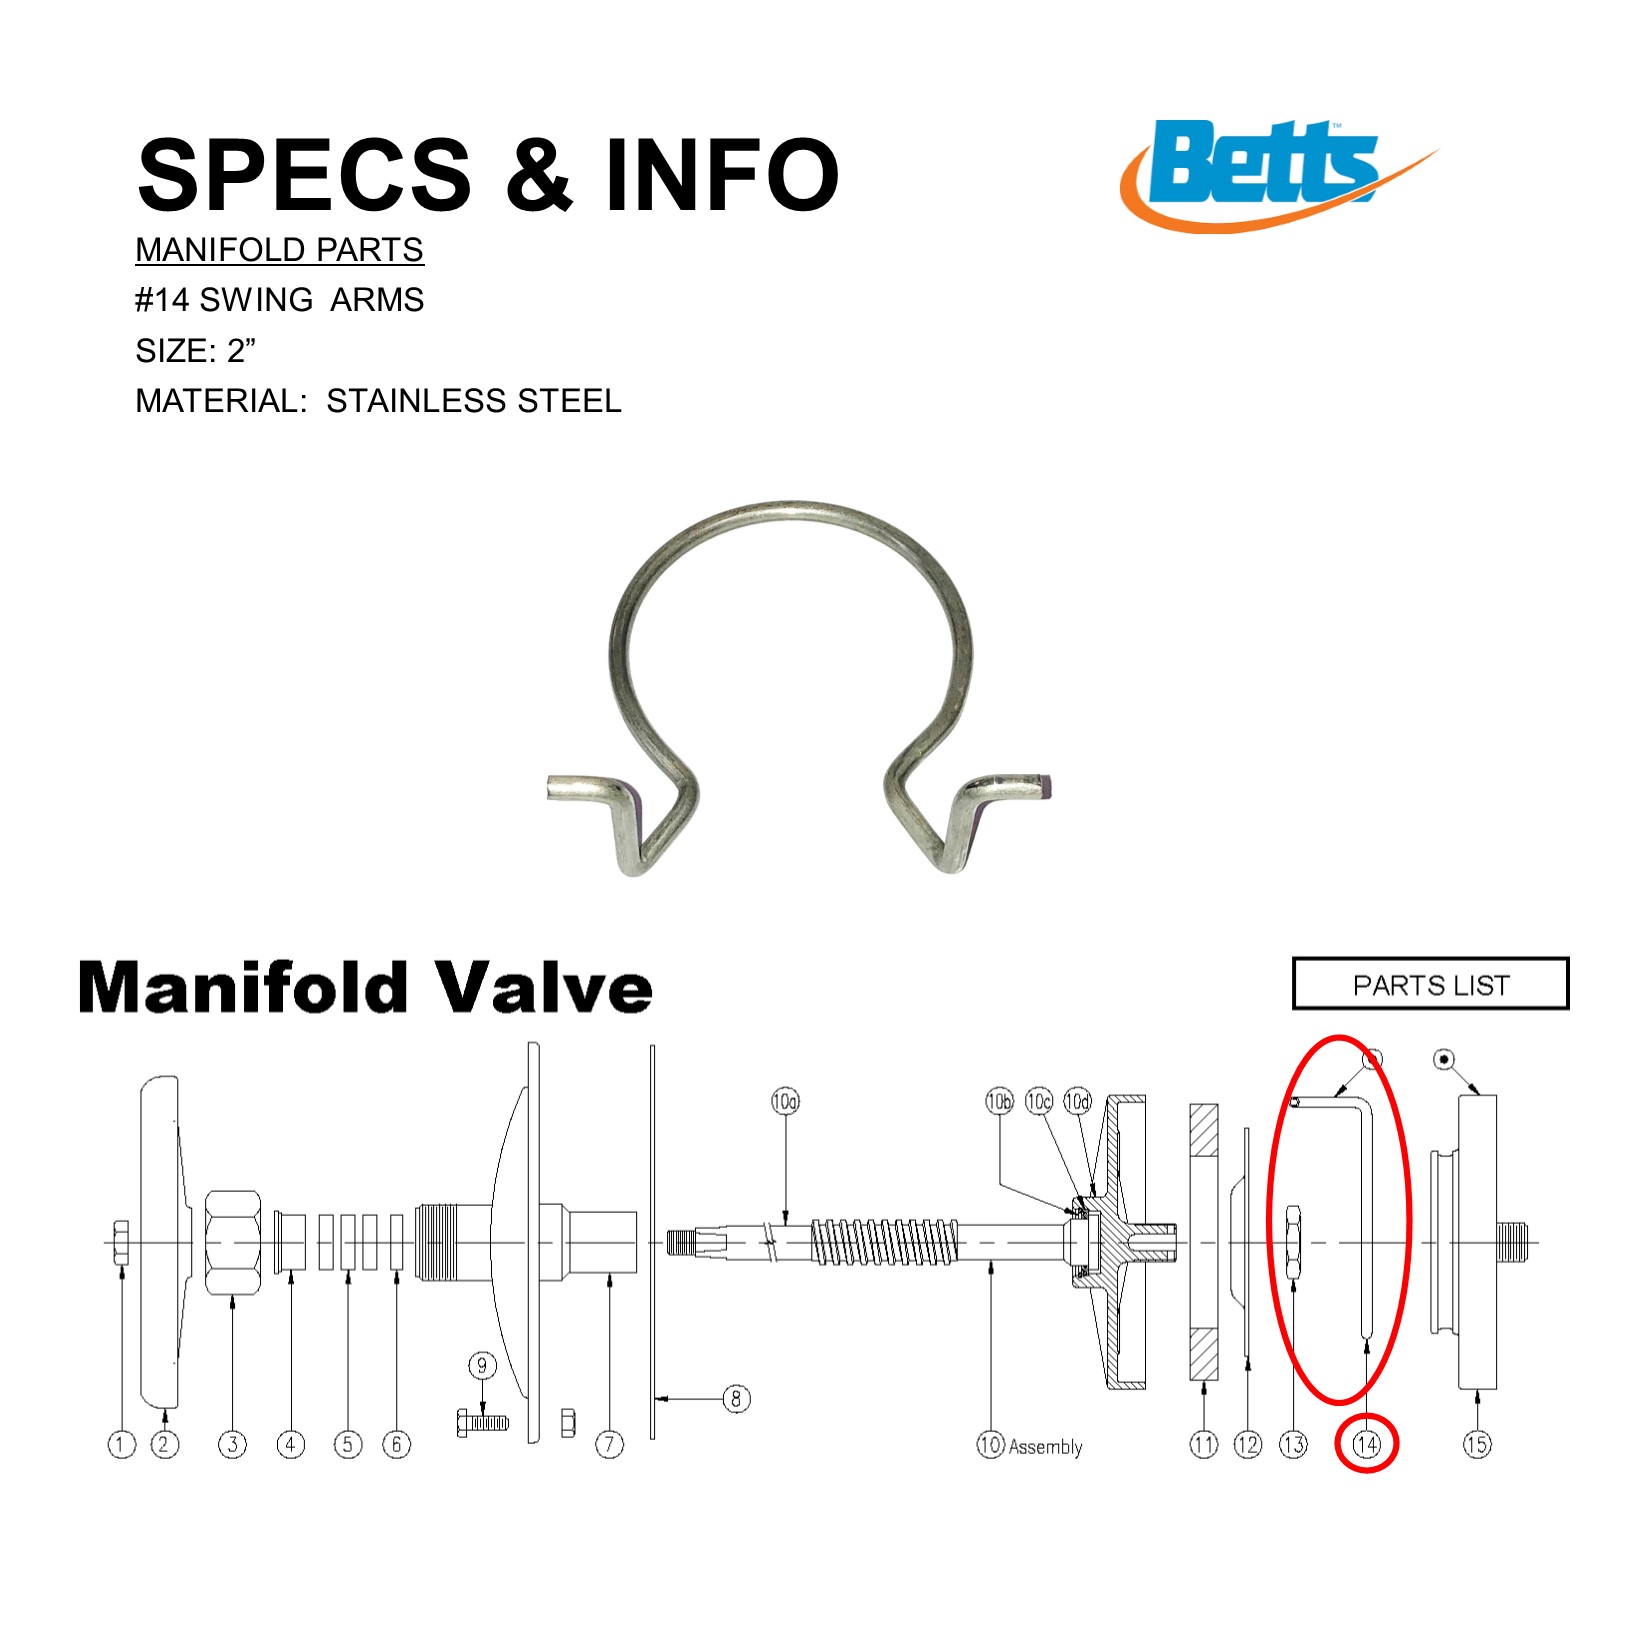 SPECS & INFO
Betts™
MANIFOLD PARTS
#14 SWING ARMS
SIZE: 2”
MATERIAL: STAINLESS STEEL
Manifold Valve
PARTS LIST
10a
10b
10c
10d
9
8
1
2
3
4
5
6
7
10 Assembly
11
12
13
14
15